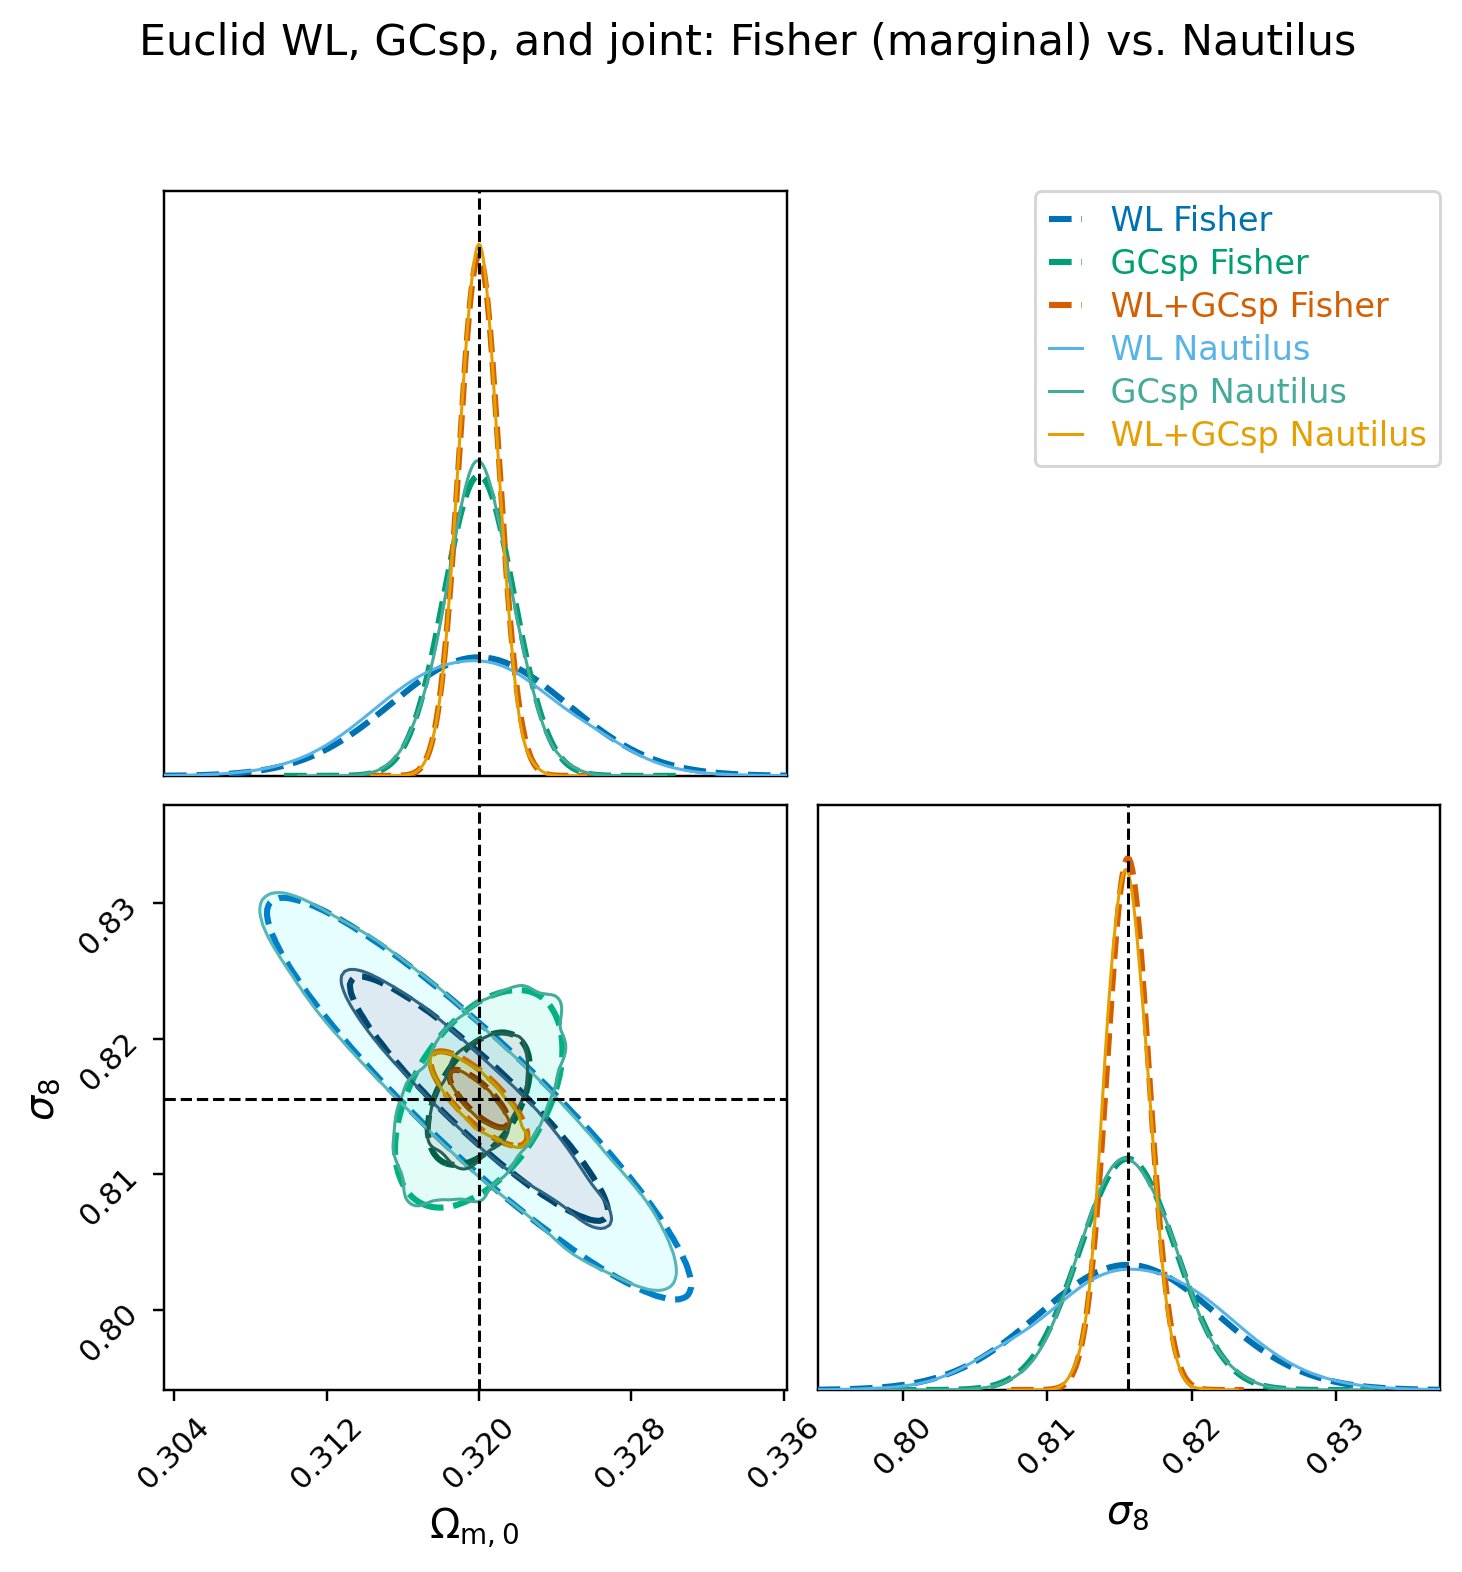 Euclid WL, GCsp, and joint: Fisher (marginal) vs. Nautilus
WL Fisher
GCsp Fisher
WL+GCsp Fisher
WL Nautilus
GCsp Nautilus
WL+GCsp Nautilus
σ₈
0.83
0.82
0.81
0.80
0.304
0.312
0.320
0.328
0.336
Ωm, 0
0.80
0.81
0.82
0.83
σ₈